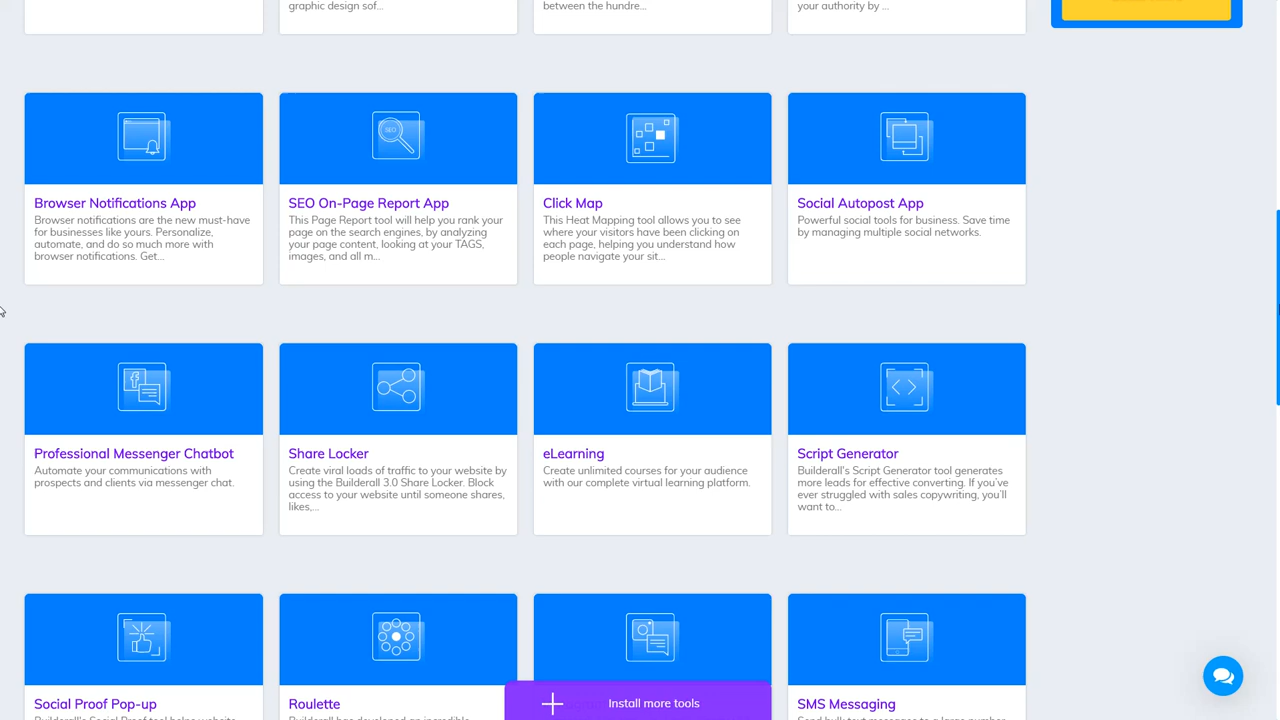 graphic design sof...
between the hundre...
your authority by ...
SEO
Browser Notifications App
Browser notifications are the new must-have
for businesses like yours. Personalize,
automate, and do so much more with
browser notifications. Get...
SEO On-Page Report App
This Page Report tool will help you rank your
page on the search engines, by analyzing
your page content, looking at your TAGS,
images, and all m...
Click Map
This Heat Mapping tool allows you to see
where your visitors have been clicking on
each page, helping you understand how
people navigate your sit...
Social Autopost App
Powerful social tools for business. Save time
by managing multiple social networks.
Professional Messenger Chatbot
Automate your communications with
prospects and clients via messenger chat.
Share Locker
Create viral loads of traffic to your website by
using the Builderall 3.0 Share Locker. Block
access to your website until someone shares,
likes,...
eLearning
Create unlimited courses for your audience
with our complete virtual learning platform.
Script Generator
Builderall's Script Generator tool generates
more leads for effective converting. If you've
ever struggled with sales copywriting, you'll
want to...
Social Proof Pop-up
Roulette
Install more tools
SMS Messaging